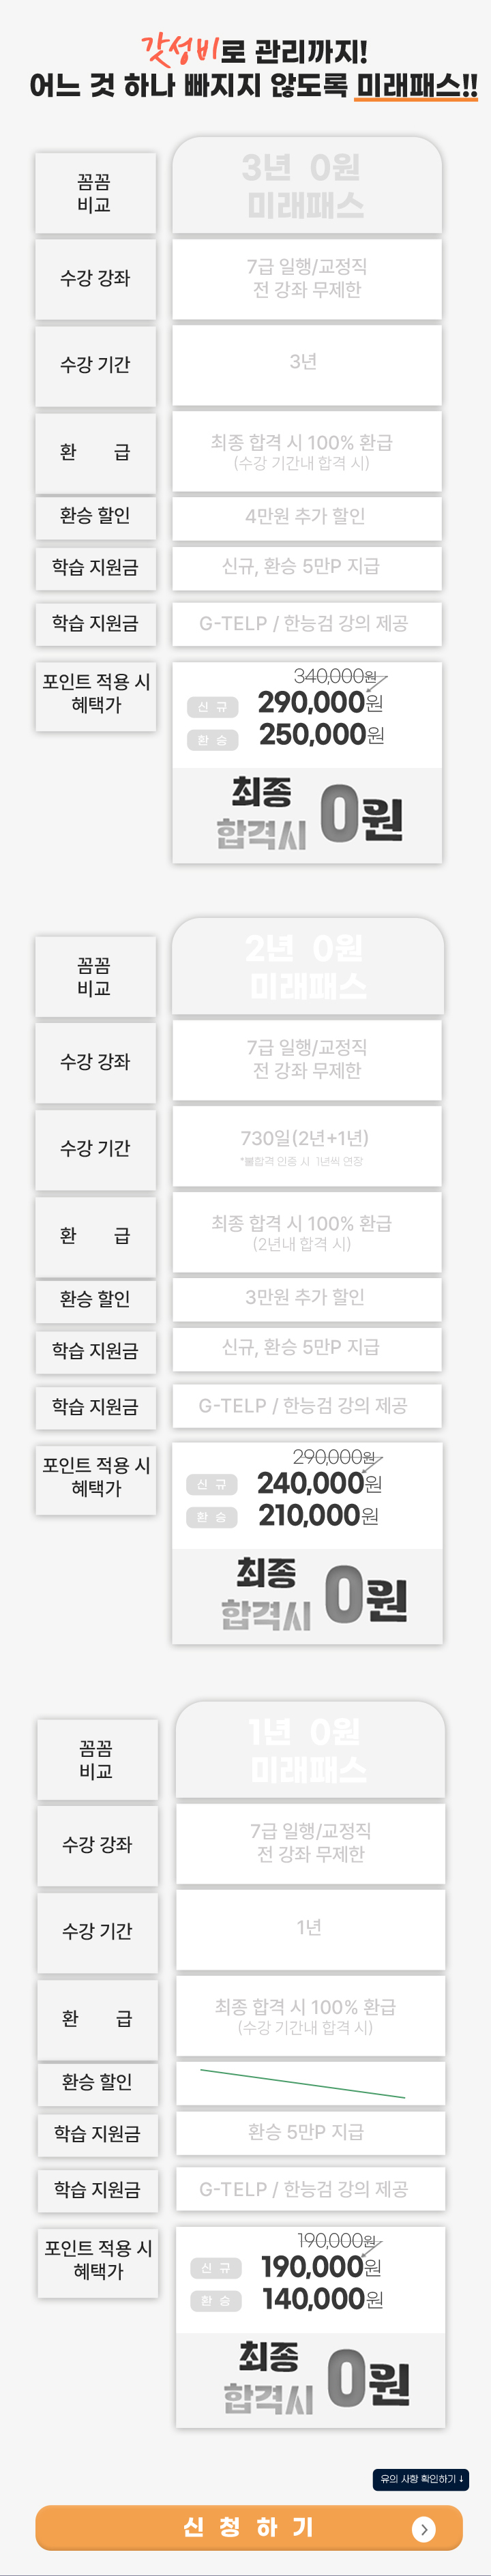 갓성비로 관리까지!
어느 것 하나 빠지지 않도록 미래패스!!
꼼꼼
비교
3년 0원
미래패스
수강 강좌
7급 일행/교정직
전 강좌 무제한
수강 기간
3년
환 급
최종 합격 시 100% 환급
(수강 기간내 합격 시)
환승 할인
4만원 추가 할인
학습 지원금
신규, 환승 5만P 지급
학습 지원금
G-TELP / 한능검 강의 제공
포인트 적용 시
혜택가
340,000원
신 규 290,000원
환 승 250,000원
최종
합격시 0원
꼼꼼
비교
2년 0원
미래패스
수강 강좌
7급 일행/교정직
전 강좌 무제한
수강 기간
730일(2년+1년)
*불합격 인증 시 1년씩 연장
환 급
최종 합격 시 100% 환급
(2년내 합격 시)
환승 할인
3만원 추가 할인
학습 지원금
신규, 환승 5만P 지급
학습 지원금
G-TELP / 한능검 강의 제공
포인트 적용 시
혜택가
290,000원
신 규 240,000원
환 승 210,000원
최종
합격시 0원
꼼꼼
비교
1년 0원
미래패스
수강 강좌
7급 일행/교정직
전 강좌 무제한
수강 기간
1년
환 급
최종 합격 시 100% 환급
(수강 기간내 합격 시)
환승 할인
학습 지원금
환승 5만P 지급
학습 지원금
G-TELP / 한능검 강의 제공
포인트 적용 시
혜택가
190,000원
신 규 190,000원
환 승 140,000원
최종
합격시 0원
유의 사항 확인하기 ↓
신 청 하 기